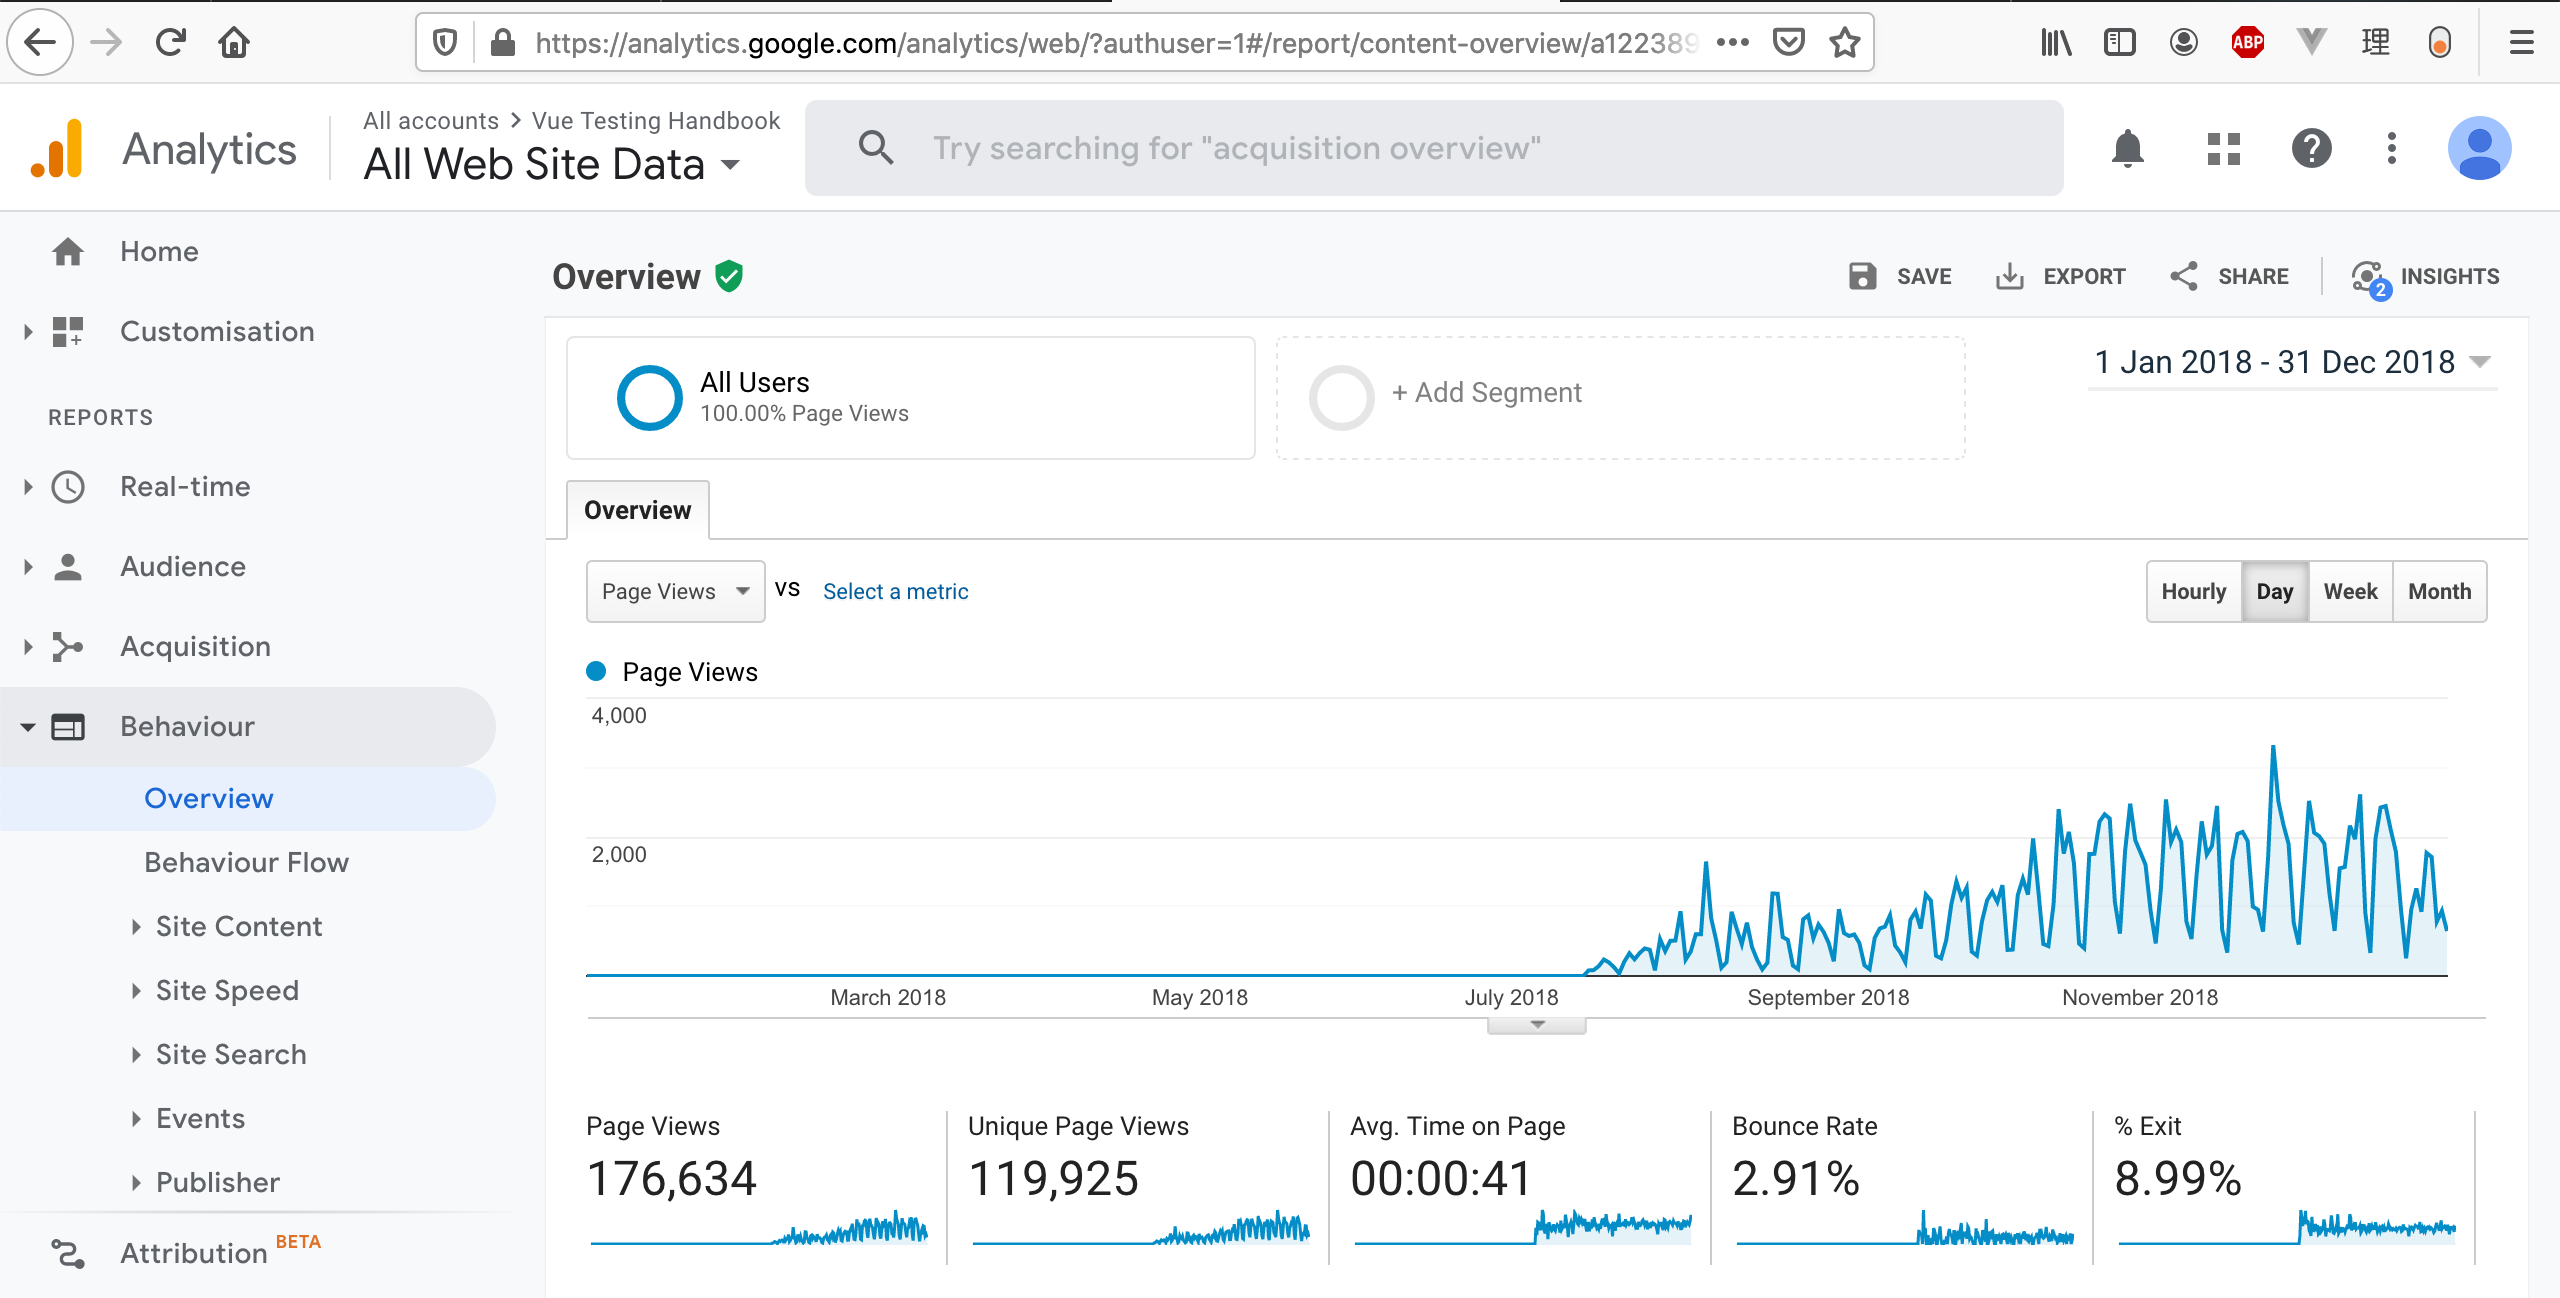 https://analytics.google.com/analytics/web/?authuser=1#/report/content-overview/a122389
ABP
理
Analytics
All accounts > Vue Testing Handbook
All Web Site Data
Try searching for "acquisition overview"
Home
Customisation
REPORTS
Real-time
Audience
Acquisition
Behaviour
Overview
Behaviour Flow
Site Content
Site Speed
Site Search
Events
Publisher
Attribution BETA
Overview
SAVE
EXPORT
SHARE
2
INSIGHTS
All Users
100.00% Page Views
+ Add Segment
1 Jan 2018 - 31 Dec 2018
Overview
Page Views
VS
Select a metric
Hourly
Day
Week
Month
Page Views
4,000
2,000
March 2018
May 2018
July 2018
September 2018
November 2018
Page Views
176,634
Unique Page Views
119,925
Avg. Time on Page
00:00:41
Bounce Rate
2.91%
% Exit
8.99%